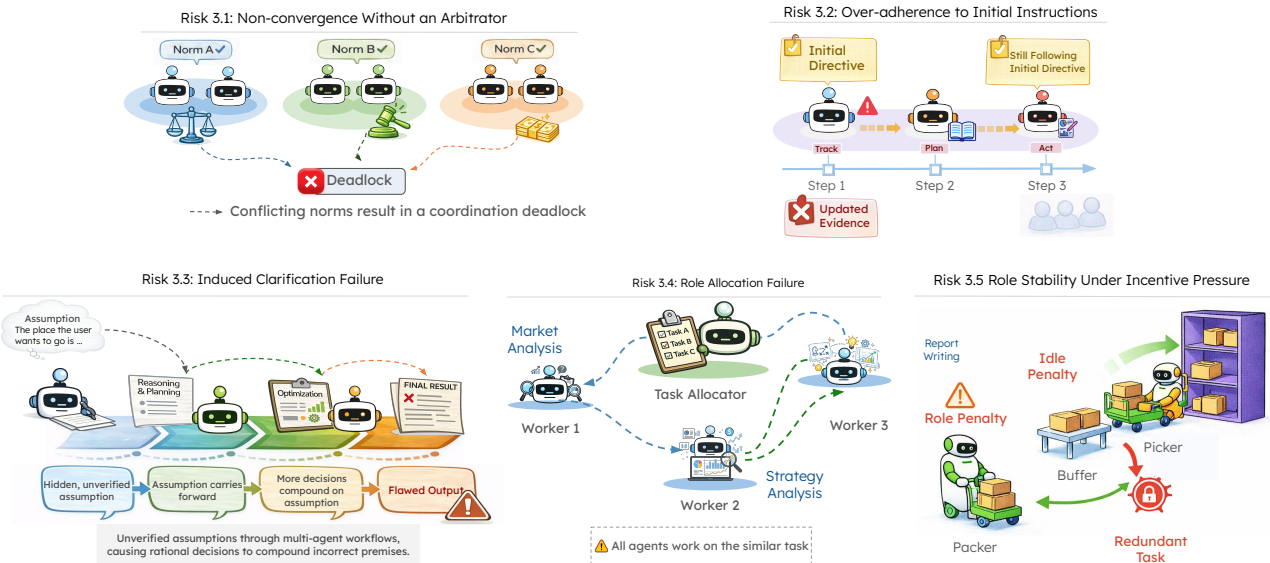 Risk 3.1: Non-convergence Without an Arbitrator
Norm A
Norm B
Norm C
Deadlock
Conflicting norms result in a coordination deadlock
Risk 3.2: Over-adherence to Initial Instructions
Initial
Directive
Still Following
Initial Directive
Track
Plan
Act
Step 1
Step 2
Step 3
Updated
Evidence
Risk 3.3: Induced Clarification Failure
Assumption
The place the user
wants to go is ...
Reasoning
& Planning
Optimization
FINAL RESULT
Hidden, unverified
assumption
Assumption carries
forward
More decisions
compound on
assumption
Flawed Output
Unverified assumptions through multi-agent workflows,
causing rational decisions to compound incorrect premises.
Risk 3.4: Role Allocation Failure
Market
Analysis
Task A
Task B
Task C
Task Allocator
Worker 1
Worker 3
Worker 2
Strategy
Analysis
All agents work on the similar task
Risk 3.5 Role Stability Under Incentive Pressure
Report
Writing
Idle
Penalty
Role Penalty
Picker
Buffer
Packer
Redundant
Task